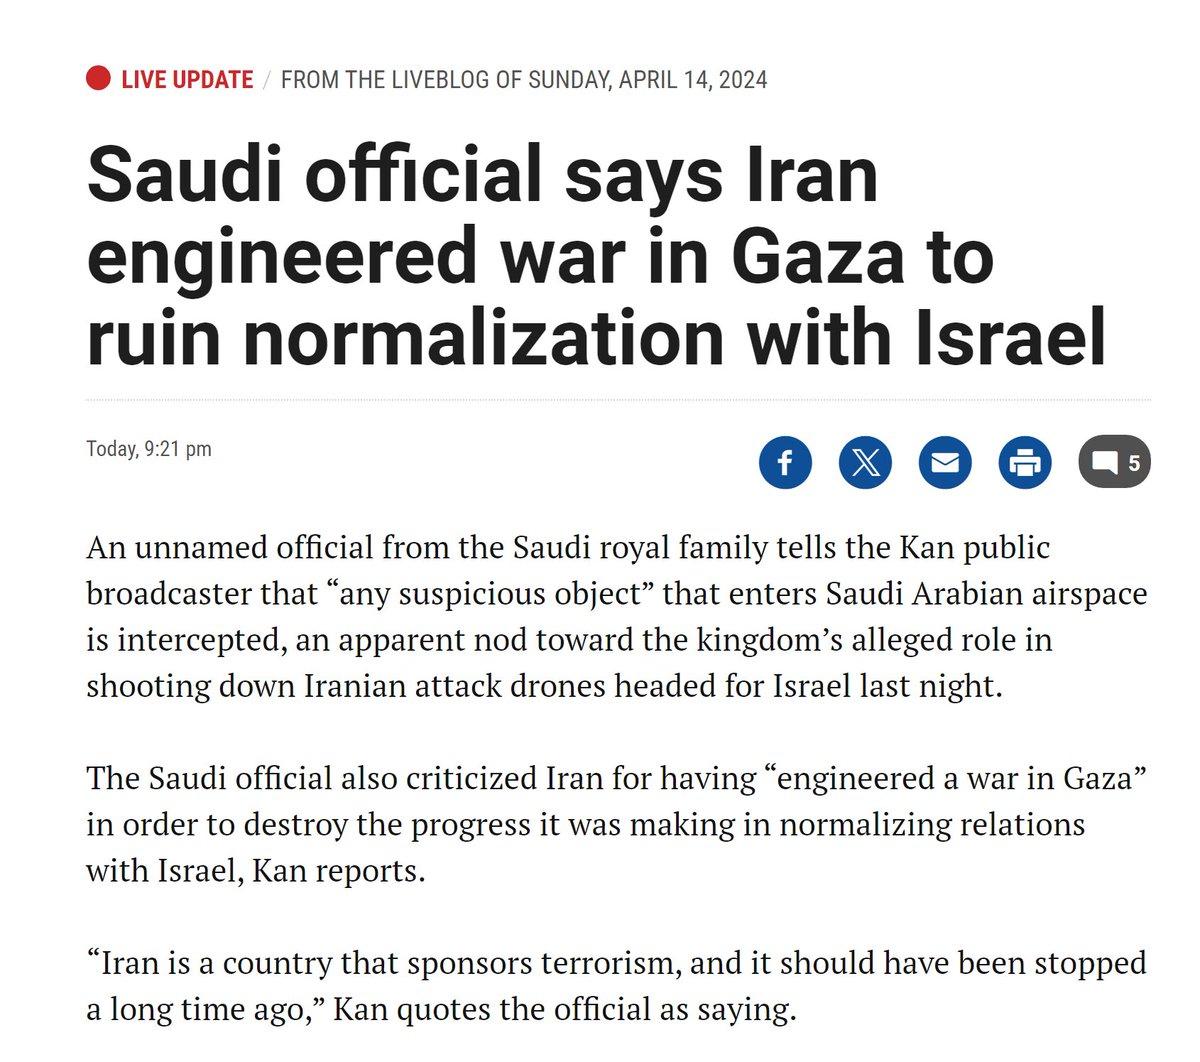 LIVE UPDATE / FROM THE LIVEBLOG OF SUNDAY, APRIL 14, 2024
Saudi official says Iran
engineered war in Gaza to
ruin normalization with Israel
Today, 9:21 pm
5
An unnamed official from the Saudi royal family tells the Kan public
broadcaster that “any suspicious object” that enters Saudi Arabian airspace
is intercepted, an apparent nod toward the kingdom’s alleged role in
shooting down Iranian attack drones headed for Israel last night.
The Saudi official also criticized Iran for having “engineered a war in Gaza”
in order to destroy the progress it was making in normalizing relations
with Israel, Kan reports.
“Iran is a country that sponsors terrorism, and it should have been stopped
a long time ago,” Kan quotes the official as saying.